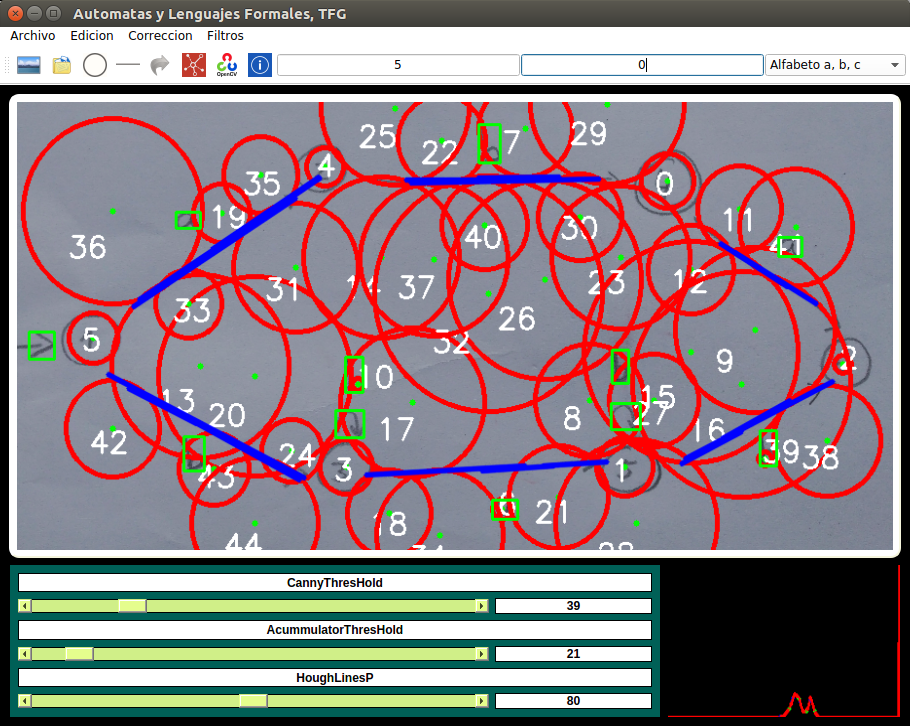 Automatas y Lenguajes Formales, TFG
Archivo Edicion Correccion Filtros
OpenCV 5 0 Alfabeto a, b, c
25 22 7 29
4 0
35 19 11
36 40 30 41
33 31 14 37 23 12
26
5 32 9 2
10
13 20 17 8 15 27
42 24 16 39 38
43 3 1
18 21
44
CannyThresHold
39
AcummulatorThresHold
21
HoughLinesP
80